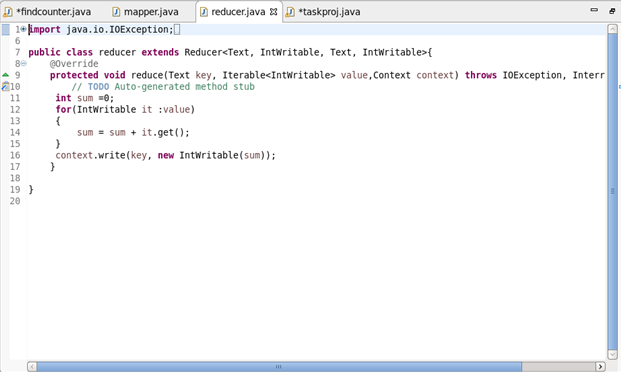 *findcounter.java mapper.java reducer.java *taskproj.java
1 import java.io.IOException;
6
7 public class reducer extends Reducer<Text, IntWritable, Text, IntWritable>{
8 @Override
9 protected void reduce(Text key, Iterable<IntWritable> value,Context context) throws IOException, Interr
10 // TODO Auto-generated method stub
11 int sum =0;
12 for(IntWritable it :value)
13 {
14 sum = sum + it.get();
15 }
16 context.write(key, new IntWritable(sum));
17 }
18
19 }
20